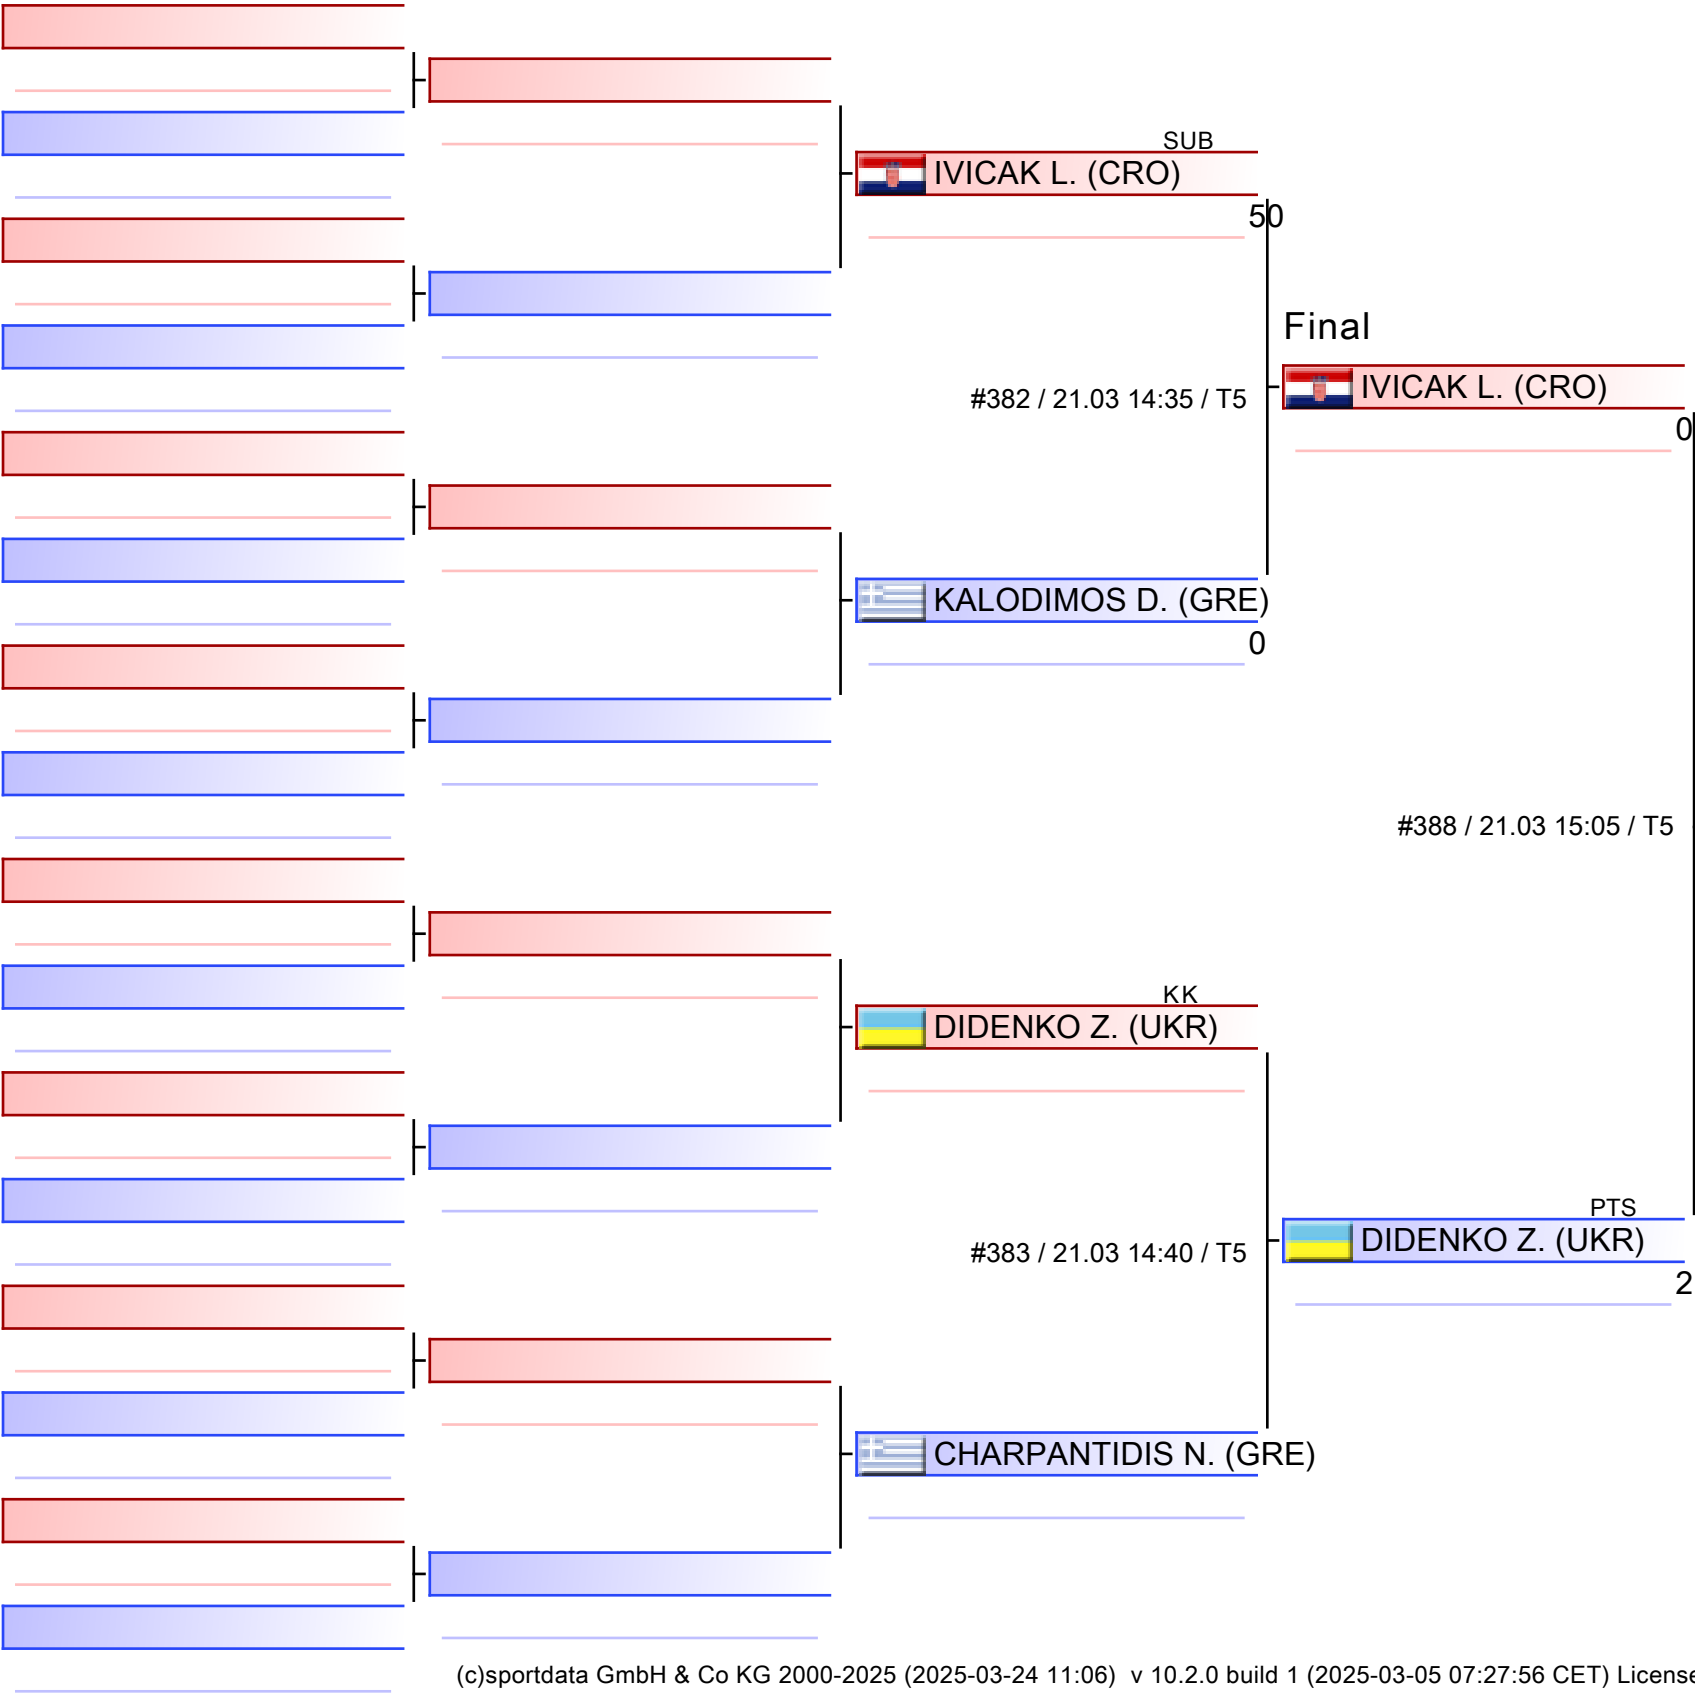 SUB
IVICAK L. (CRO)
50
Final
#382 / 21.03 14:35 / T5
IVICAK L. (CRO)
0
KALODIMOS D. (GRE)
0
#388 / 21.03 15:05 / T5
KK
DIDENKO Z. (UKR)
PTS
#383 / 21.03 14:40 / T5
DIDENKO Z. (UKR)
2
CHARPANTIDIS N. (GRE)
(c)sportdata GmbH & Co KG 2000-2025 (2025-03-24 11:06) v 10.2.0 build 1 (2025-03-05 07:27:56 CET) License